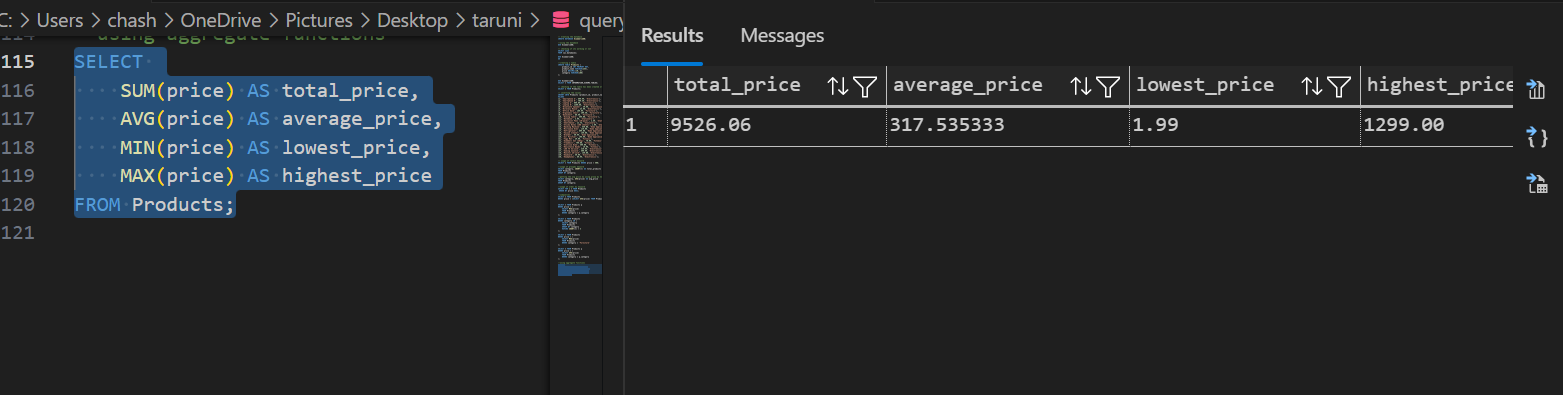 C: > Users > chash > OneDrive > Pictures > Desktop > taruni > query
using aggregate functions
115 SELECT
116 SUM(price) AS total_price,
117 AVG(price) AS average_price,
118 MIN(price) AS lowest_price,
119 MAX(price) AS highest_price
120 FROM Products;
121
Results Messages
total_price average_price lowest_price highest_price
1 9526.06 317.535333 1.99 1299.00